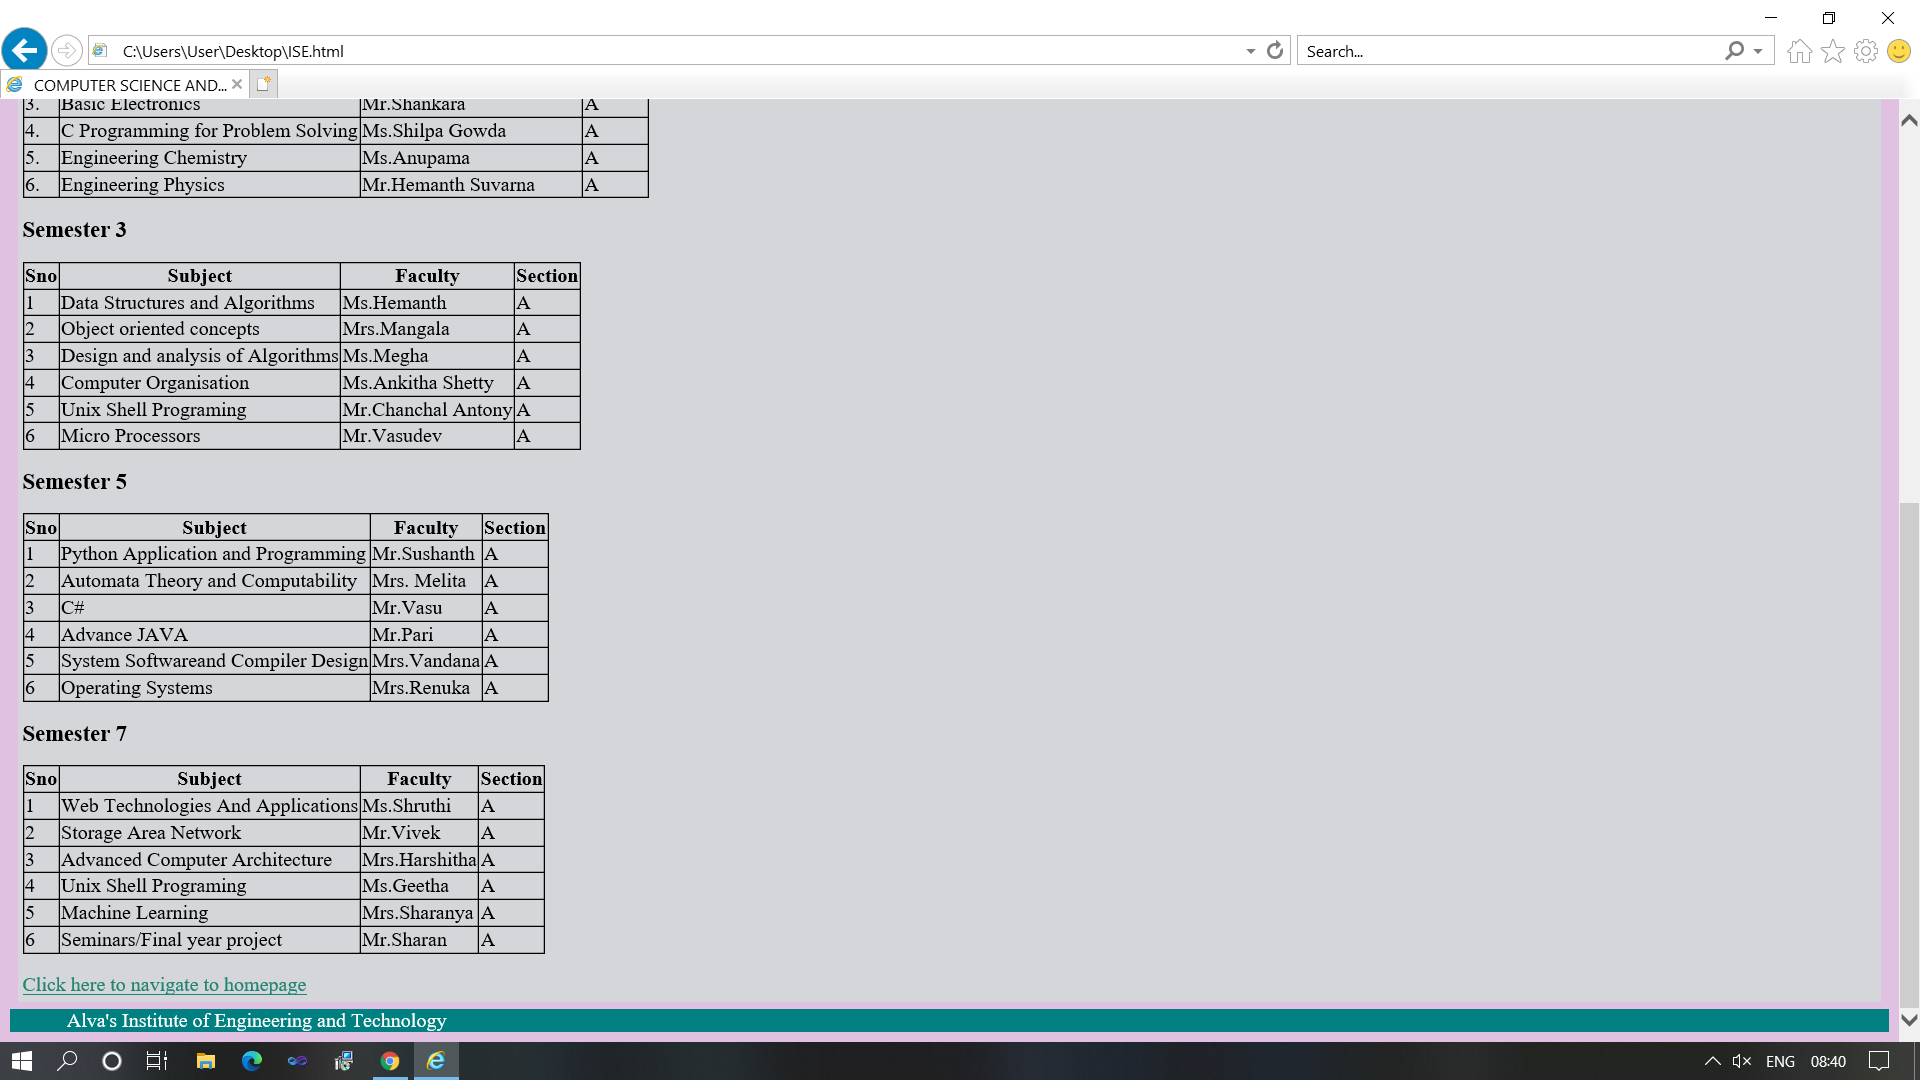 C:\Users\User\Desktop\ISE.html
Search...
COMPUTER SCIENCE AND...
3. Basic Electronics Mr.Shankara A
4. C Programming for Problem Solving Ms.Shilpa Gowda A
5. Engineering Chemistry Ms.Anupama A
6. Engineering Physics Mr.Hemanth Suvarna A
Semester 3
Sno Subject Faculty Section
1 Data Structures and Algorithms Ms.Hemanth A
2 Object oriented concepts Mrs.Mangala A
3 Design and analysis of Algorithms Ms.Megha A
4 Computer Organisation Ms.Ankitha Shetty A
5 Unix Shell Programing Mr.Chanchal Antony A
6 Micro Processors Mr.Vasudev A
Semester 5
Sno Subject Faculty Section
1 Python Application and Programming Mr.Sushanth A
2 Automata Theory and Computability Mrs. Melita A
3 C# Mr.Vasu A
4 Advance JAVA Mr.Pari A
5 System Softwareand Compiler Design Mrs.Vandana A
6 Operating Systems Mrs.Renuka A
Semester 7
Sno Subject Faculty Section
1 Web Technologies And Applications Ms.Shruthi A
2 Storage Area Network Mr.Vivek A
3 Advanced Computer Architecture Mrs.Harshitha A
4 Unix Shell Programing Ms.Geetha A
5 Machine Learning Mrs.Sharanya A
6 Seminars/Final year project Mr.Sharan A
Click here to navigate to homepage
Alva's Institute of Engineering and Technology
ENG 08:40